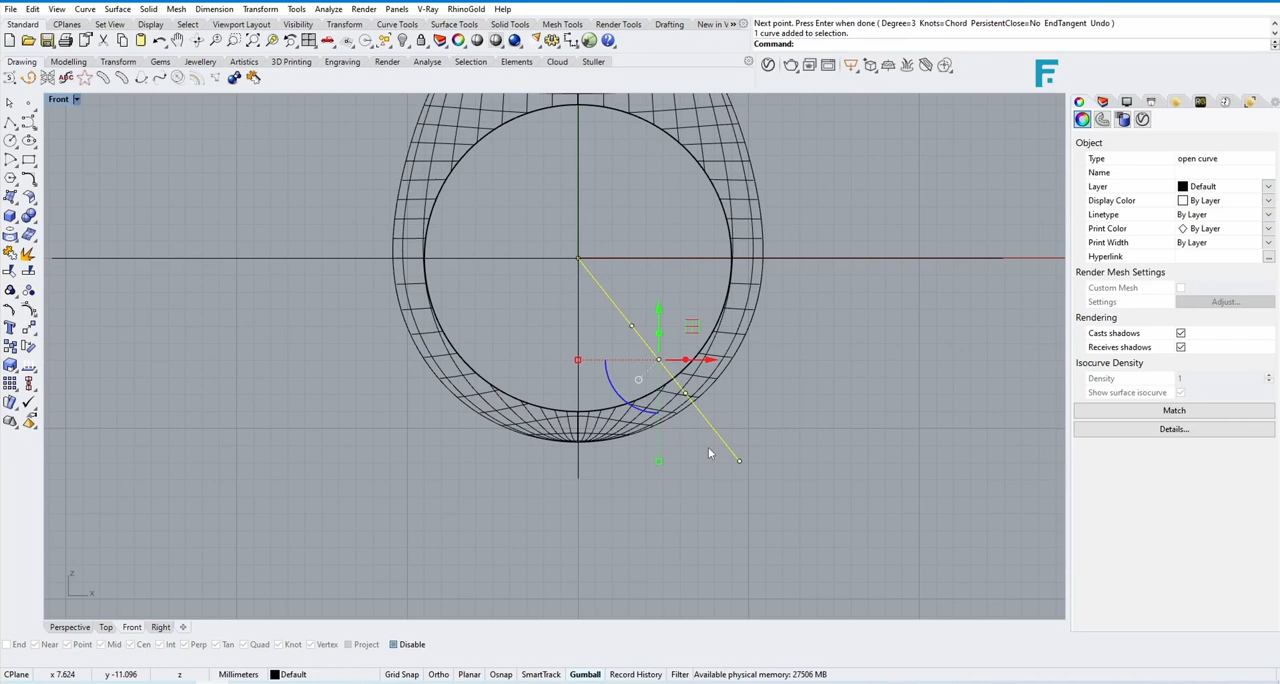 File Edit View Curve Surface Solid Mesh Dimension Transform Tools Analyze Render Panels V-Ray RhinoGold Help
Standard CPlanes Set View Display Select Viewport Layout Visibility Transform Curve Tools Surface Tools Solid Tools Mesh Tools Render Tools Drafting New in V
Next point. Press Enter when done ( Degree=3 Knots=Chord PersistentClose=No EndTangent Undo )
1 curve added to selection.
Command:
Drawing Modelling Transform Gems Jewellery Artistics 3D Printing Engraving Render Analyse Selection Elements Cloud Stuller
Front
Object
Type open curve
Name
Layer Default
Display Color By Layer
Linetype By Layer
Print Color By Layer
Print Width By Layer
Hyperlink ...
Render Mesh Settings
Custom Mesh
Settings Adjust...
Rendering
Casts shadows
Receives shadows
Isocurve Density
Density 1
Show surface isocurve
Match
Details...
z
x
Perspective Top Front Right
End Near Point Mid Cen Int Perp Tan Quad Knot Vertex Project Disable
CPlane x 7.624 y -11.096 z Millimeters Default Grid Snap Ortho Planar Osnap SmartTrack Gumball Record History Filter Available physical memory: 27506 MB